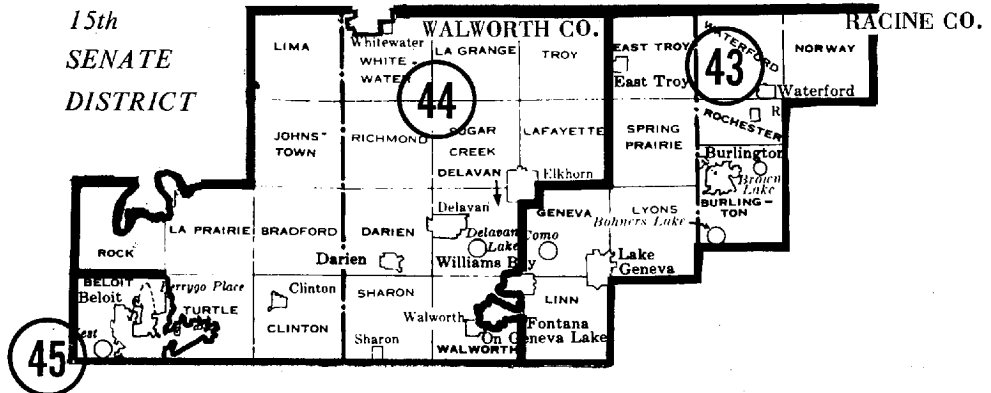 15th
SENATE
DISTRICT
WALWORTH CO.
RACINE CO.
LIMA
Whitewater
WHITE-
WATER
LA GRANGE
TROY
EAST TROY
East Troy
WATERFORD
NORWAY
43
44
Waterford
R
ROCHESTER
JOHNS-
TOWN
RICHMOND
SUGAR
CREEK
LAFAYETTE
SPRING
PRAIRIE
Burlington
Brown
Lake
BURLING-
TON
DELAVAN
Elkhorn
Delavan
GENEVA
LYONS
Bohners Lake
ROCK
LA PRAIRIE
BRADFORD
DARIEN
Delavan
Lake
Como
Darien
Williams Bay
Lake
Geneva
BELOIT
Beloit
Perrygo Place
TURTLE
Clinton
CLINTON
SHARON
Sharon
LINN
Walworth
Fontana
On Geneva Lake
WALWORTH
45